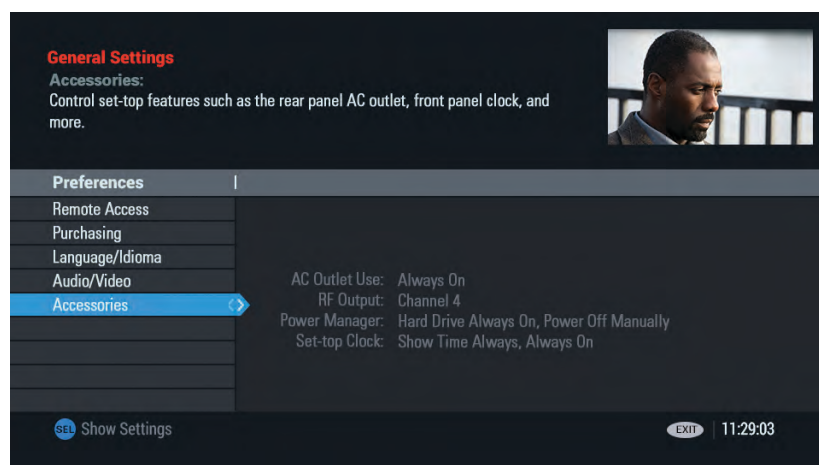 General Settings
Accessories:
Control set-top features such as the rear panel AC outlet, front panel clock, and
more.
Preferences
Remote Access
Purchasing
Language/Idioma
Audio/Video
Accessories
AC Outlet Use: Always On
RF Output: Channel 4
Power Manager: Hard Drive Always On, Power Off Manually
Set-top Clock: Show Time Always, Always On
SEL Show Settings
EXIT 11:29:03